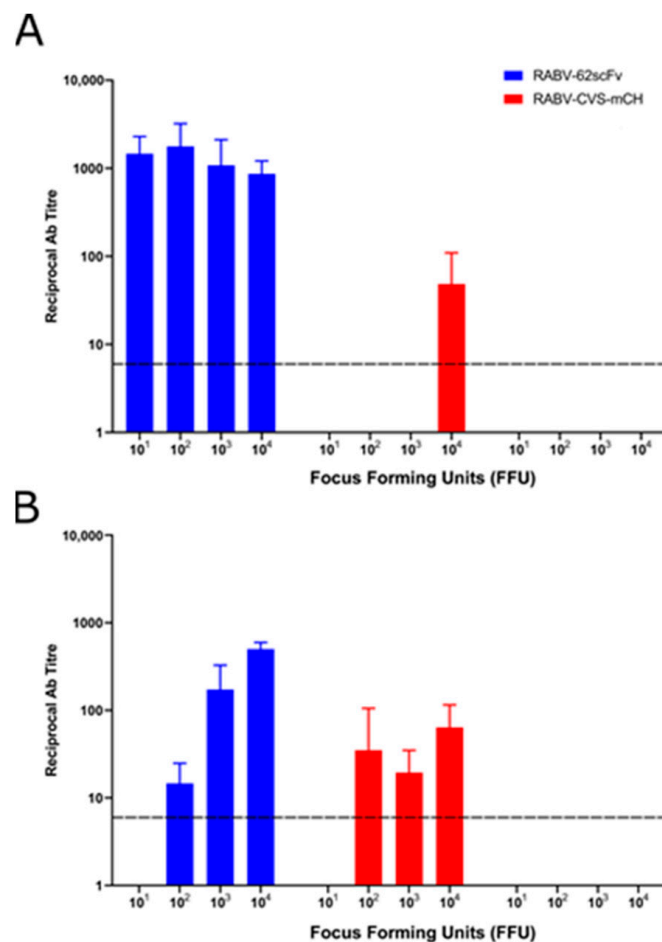 A
10,000
1000
100
10
1
Reciprocal Ab Titre
RABV-62scFv
RABV-CVS-mCH
10¹ 10² 10³ 10⁴ 10¹ 10² 10³ 10⁴ 10¹ 10² 10³ 10⁴
Focus Forming Units (FFU)
B
10,000
1000
100
10
1
Reciprocal Ab Titre
10¹ 10² 10³ 10⁴ 10¹ 10² 10³ 10⁴ 10¹ 10² 10³ 10⁴
Focus Forming Units (FFU)